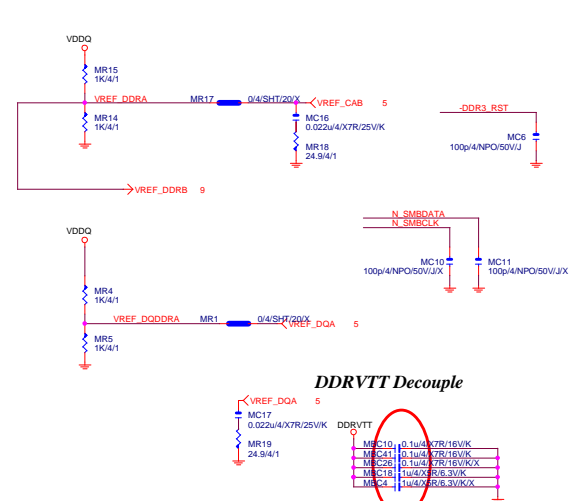 VDDQ
MR15
1K/4/1
VREF_DDRA
MR17
0/4/SHT/20/X
VREF_CAB 5
MR14
1K/4/1
MC16
0.022u/4/X7R/25V/K
MR18
24.9/4/1
-DDR3_RST
MC6
100p/4/NPO/50V/J
VREF_DDRB 9
N_SMBDATA
N_SMBCLK
VDDQ
MC10
100p/4/NPO/50V/J/X
MC11
100p/4/NPO/50V/J/X
MR4
1K/4/1
VREF_DQDDRA
MR1
0/4/SHT/20/X
VREF_DQA 5
MR5
1K/4/1
DDRVTT Decouple
VREF_DQA 5
MC17
0.022u/4/X7R/25V/K
MR19
24.9/4/1
DDRVTT
MBC10 0.1u/4/X7R/16V/K
MBC41 0.1u/4/X7R/16V/K
MBC26 0.1u/4/X7R/16V/K/X
MBC18 1u/4/X5R/6.3V/K
MBC4 1u/4/X5R/6.3V/K